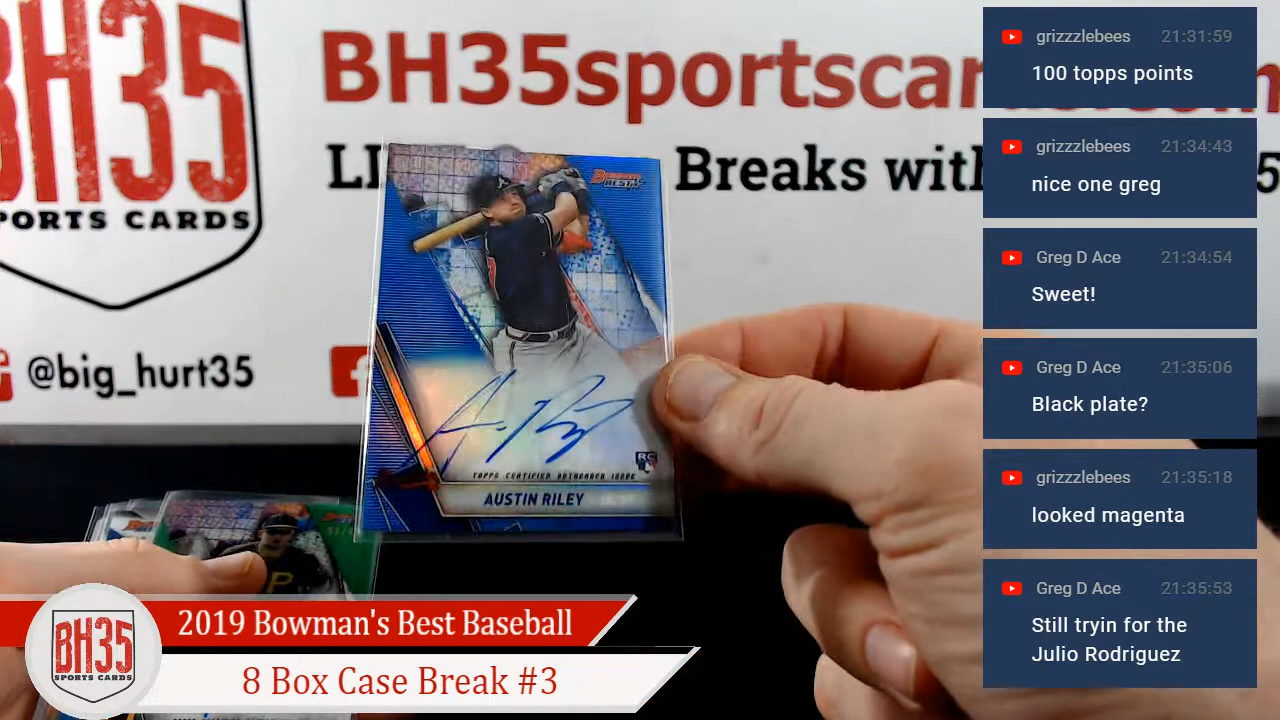 BH35
SPORTS CARDS
BH35sportscar
Breaks with
@big_hurt35
BOWMAN'S BEST
TOPPS CERTIFIED AUTOGRAPH ISSUE
RC
AUSTIN RILEY
P
BH35
SPORTS CARDS
2019 Bowman's Best Baseball
8 Box Case Break #3
grizzzlebees 21:31:59
100 topps points
grizzzlebees 21:34:43
nice one greg
Greg D Ace 21:34:54
Sweet!
Greg D Ace 21:35:06
Black plate?
grizzzlebees 21:35:18
looked magenta
Greg D Ace 21:35:53
Still tryin for the
Julio Rodriguez